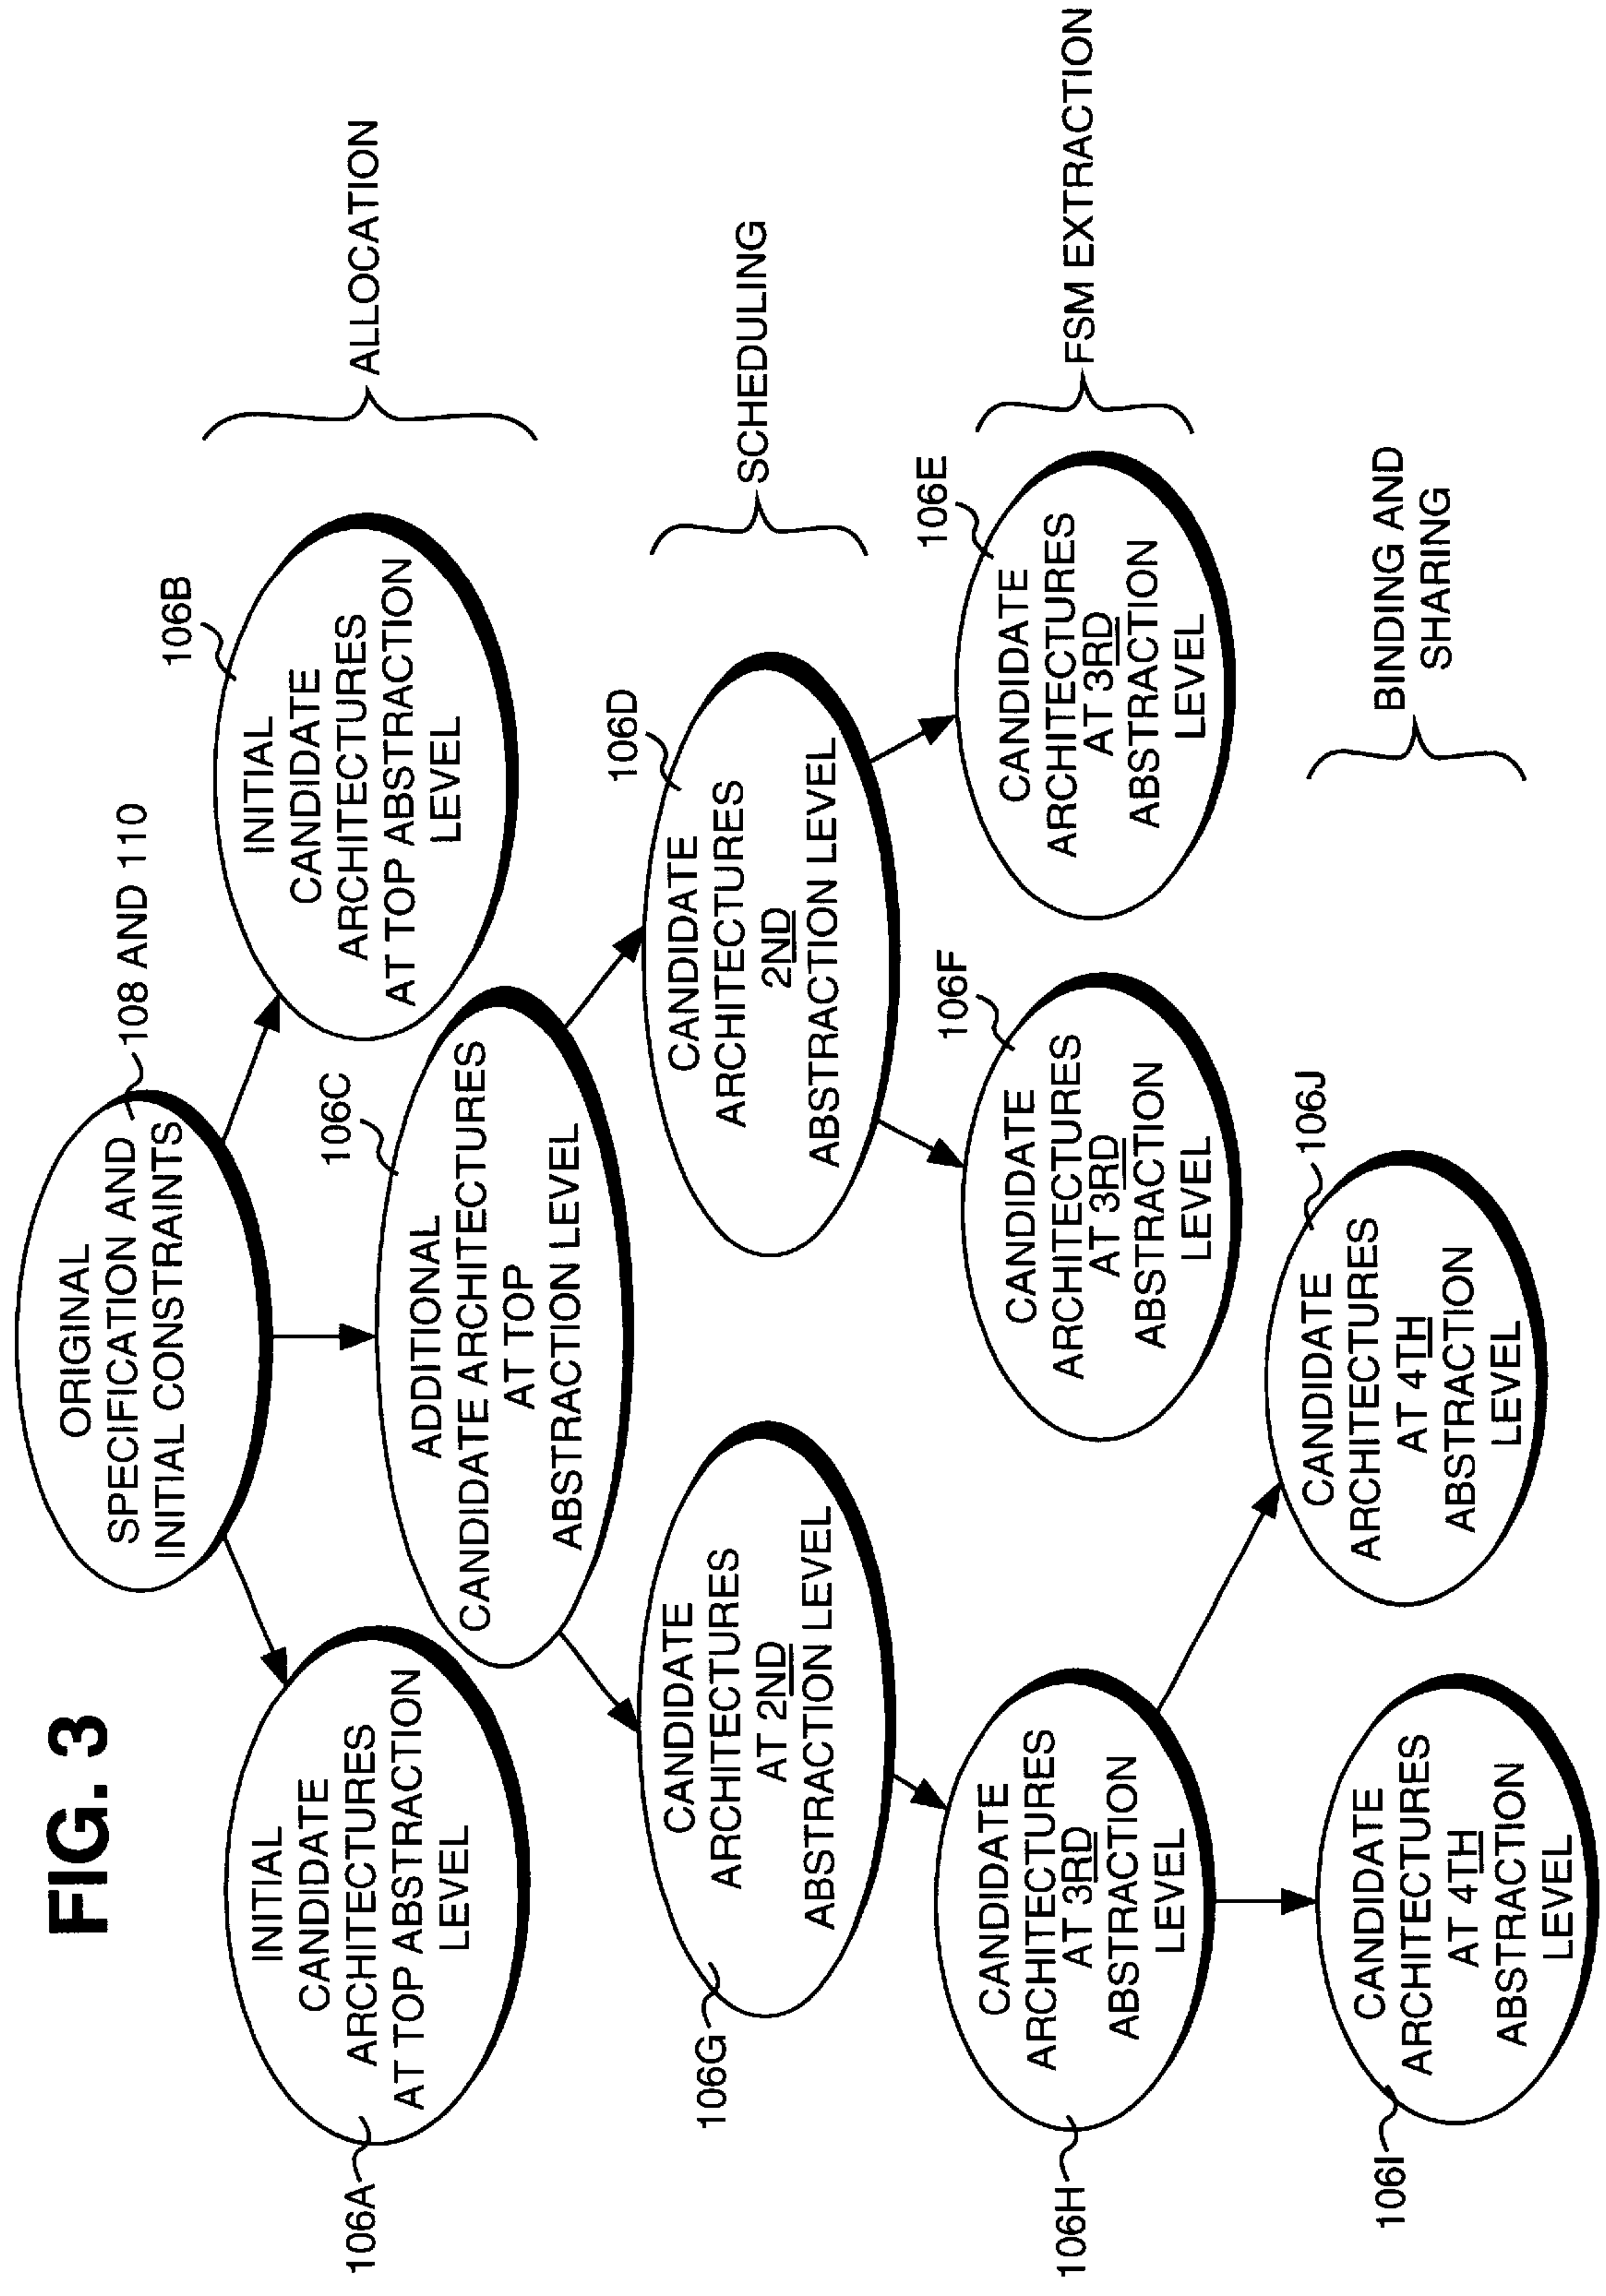 FIG. 3
ORIGINAL
SPECIFICATION AND
INITIAL CONSTRAINTS
108 AND 110
106A
INITIAL
CANDIDATE
ARCHITECTURES
AT TOP ABSTRACTION
LEVEL
106C
ADDITIONAL
CANDIDATE ARCHITECTURES
AT TOP
ABSTRACTION LEVEL
106B
INITIAL
CANDIDATE
ARCHITECTURES
AT TOP ABSTRACTION
LEVEL
ALLOCATION
106G
CANDIDATE
ARCHITECTURES
AT 2ND
ABSTRACTION LEVEL
106D
CANDIDATE
ARCHITECTURES
2ND
ABSTRACTION LEVEL
SCHEDULING
106H
CANDIDATE
ARCHITECTURES
AT 3RD
ABSTRACTION
LEVEL
106F
CANDIDATE
ARCHITECTURES
AT 3RD
ABSTRACTION
LEVEL
106E
CANDIDATE
ARCHITECTURES
AT 3RD
ABSTRACTION
LEVEL
FSM EXTRACTION
106I
CANDIDATE
ARCHITECTURES
AT 4TH
ABSTRACTION
LEVEL
106J
CANDIDATE
ARCHITECTURES
AT 4TH
ABSTRACTION
LEVEL
BINDING AND
SHARING